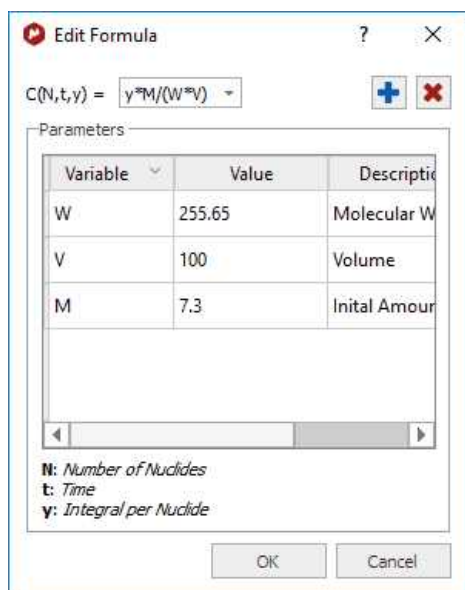 Edit Formula ? ×
C(N,t,y) = y*M/(W*V)
Parameters
Variable Value Descriptic
W 255.65 Molecular W
V 100 Volume
M 7.3 Inital Amour
N: Number of Nuclides
t: Time
y: Integral per Nuclide
OK Cancel